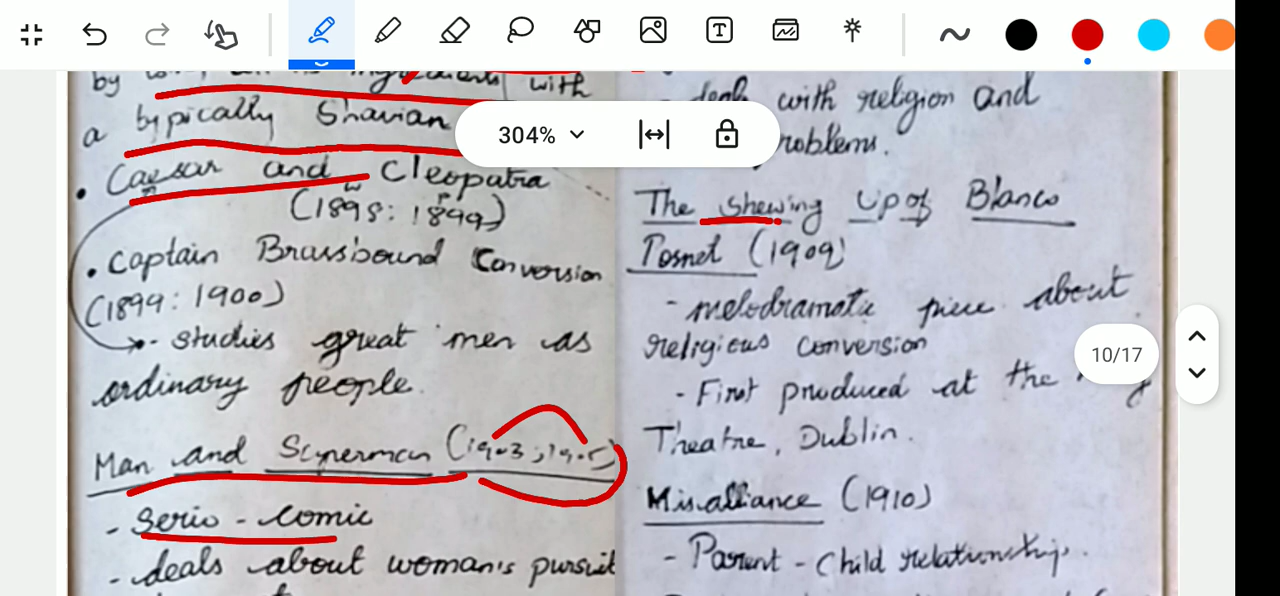 304%
10/17
by with
a typically Shavian
• Caesar and Cleopatra
(1898: 1899)
• Captain Brassbound Conversion
(1899: 1900)
- studies great men as
ordinary people.
Man and Superman (1903; 1905)
- Serio - comic
- deals about woman's pursuit
- deals with religion and
problems.
The Shewing Up of Blanco
Posnet (1909)
- melodramatic piece about
religious conversion
- First produced at the
Theatre, Dublin.
Misalliance (1910)
- Parent - child relationship.